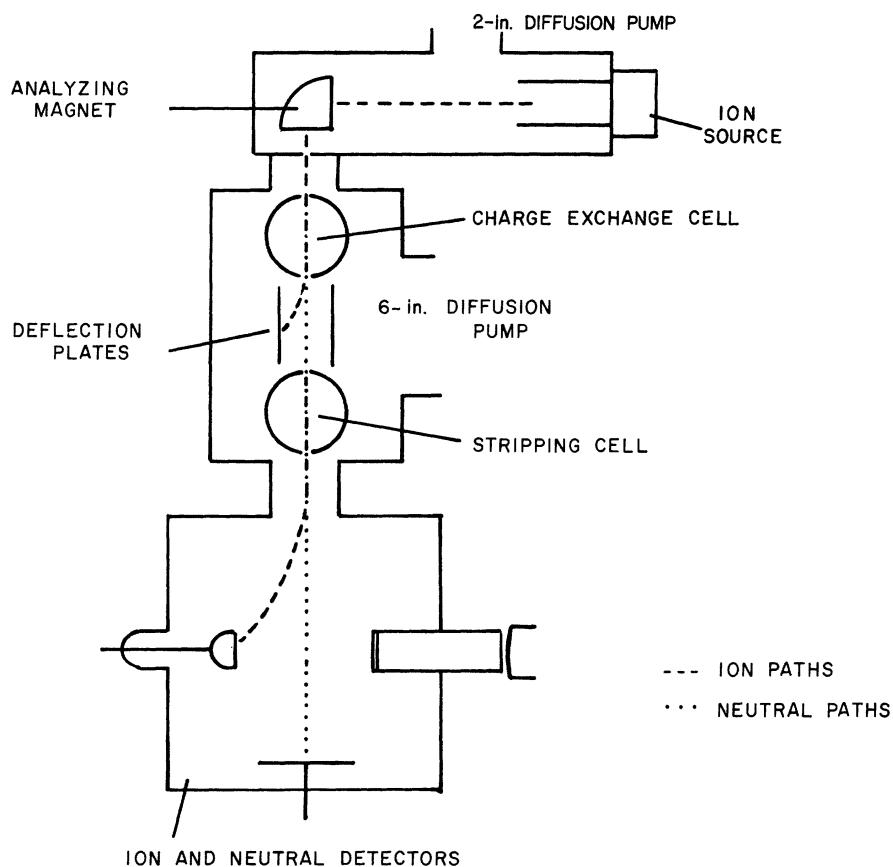 2-in. DIFFUSION PUMP
ANALYZING
MAGNET
ION
SOURCE
CHARGE EXCHANGE CELL
6-in. DIFFUSION
PUMP
DEFLECTION
PLATES
STRIPPING CELL
--- ION PATHS
... NEUTRAL PATHS
ION AND NEUTRAL DETECTORS